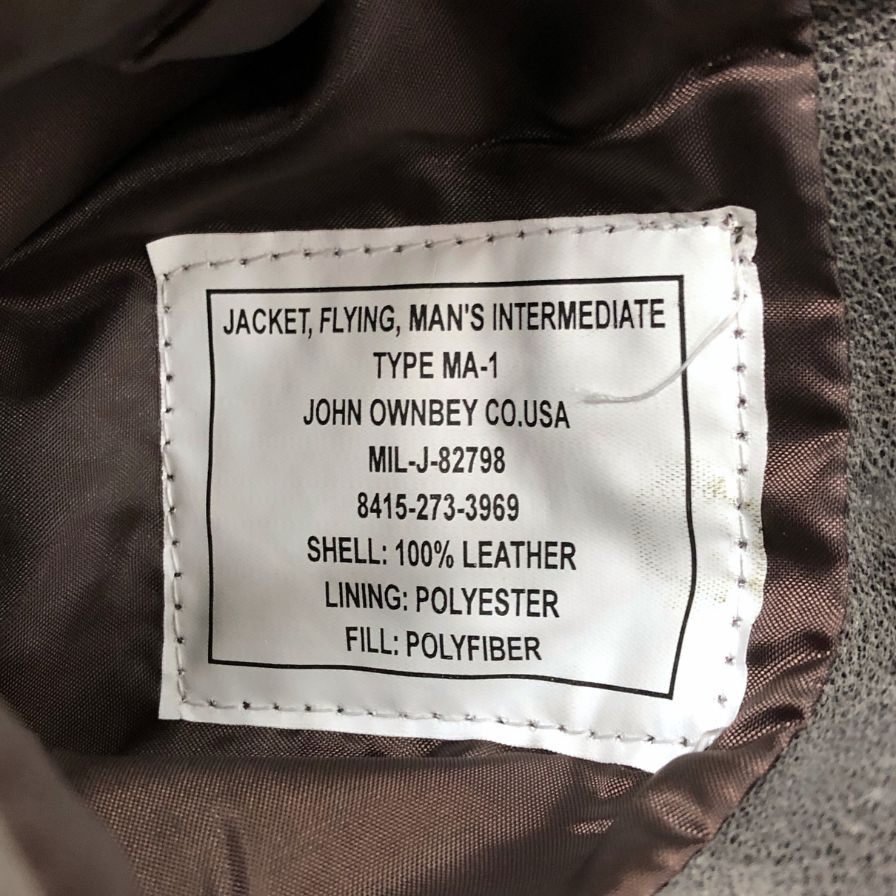 JACKET, FLYING, MAN'S INTERMEDIATE
TYPE MA-1
JOHN OWNBEY CO.USA
MIL-J-82798
8415-273-3969
SHELL: 100% LEATHER
LINING: POLYESTER
FILL: POLYFIBER